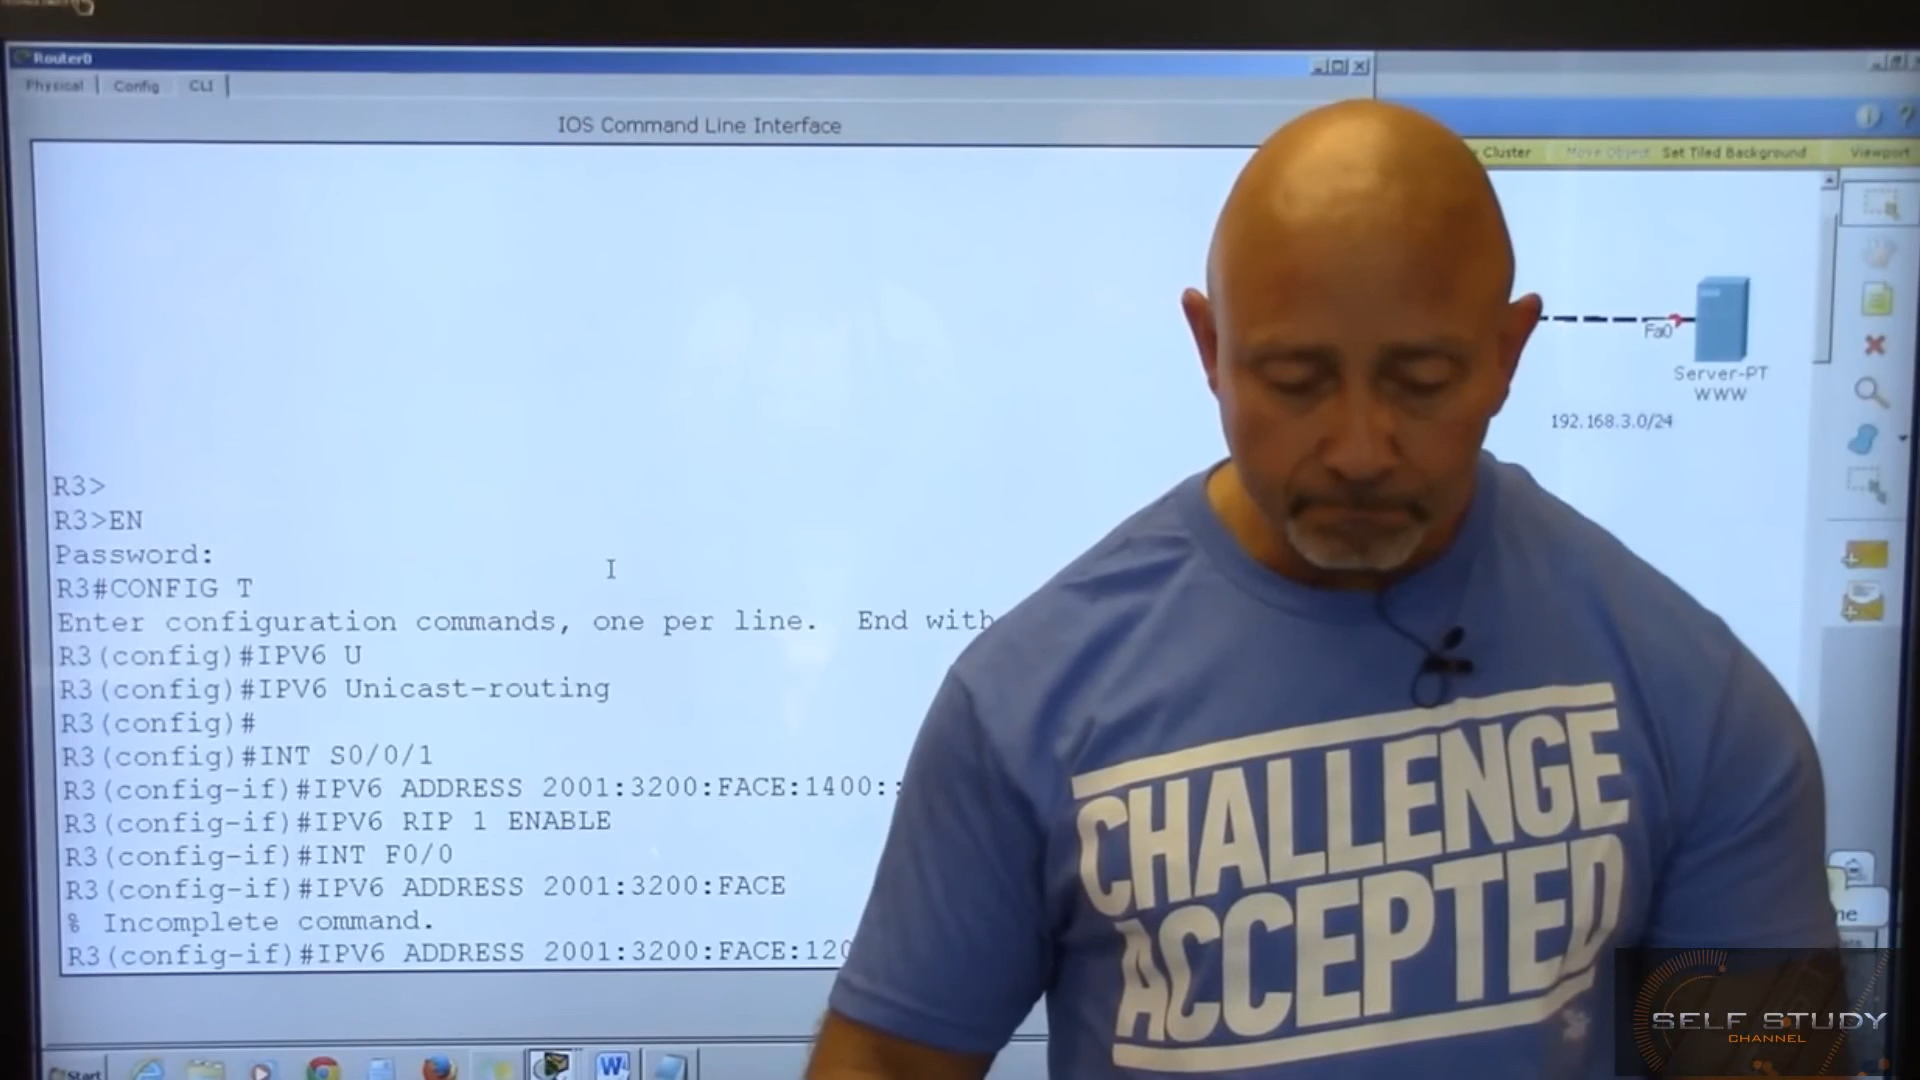 Router0
Physical
Config
CLI
IOS Command Line Interface
Cluster
Move Object
Set Tiled Background
Viewport
R3>
R3>EN
Password:
R3#CONFIG T
Enter configuration commands, one per line. End with
R3(config)#IPV6 U
R3(config)#IPV6 Unicast-routing
R3(config)#
R3(config)#INT S0/0/1
R3(config-if)#IPV6 ADDRESS 2001:3200:FACE:1400::
R3(config-if)#IPV6 RIP 1 ENABLE
R3(config-if)#INT F0/0
R3(config-if)#IPV6 ADDRESS 2001:3200:FACE
% Incomplete command.
R3(config-if)#IPV6 ADDRESS 2001:3200:FACE:120
Fa0
Server-PT
WWW
192.168.3.0/24
CHALLENGE
ACCEPTED
Start
SELF STUDY
CHANNEL